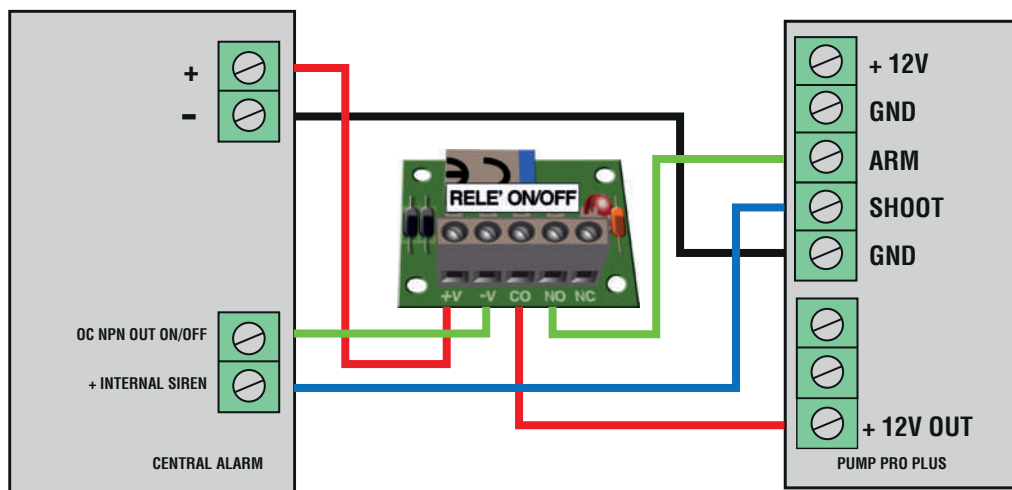 +
-
OC NPN OUT ON/OFF
+ INTERNAL SIREN
CENTRAL ALARM
RELE' ON/OFF
+V -V CO NO NC
+ 12V
GND
ARM
SHOOT
GND
+ 12V OUT
PUMP PRO PLUS